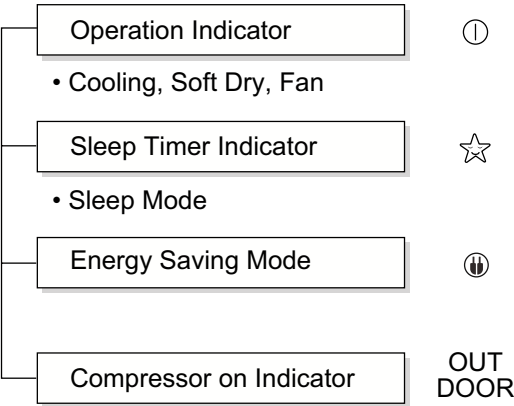 Operation Indicator
• Cooling, Soft Dry, Fan
Sleep Timer Indicator
• Sleep Mode
Energy Saving Mode
Compressor on Indicator
OUT
DOOR